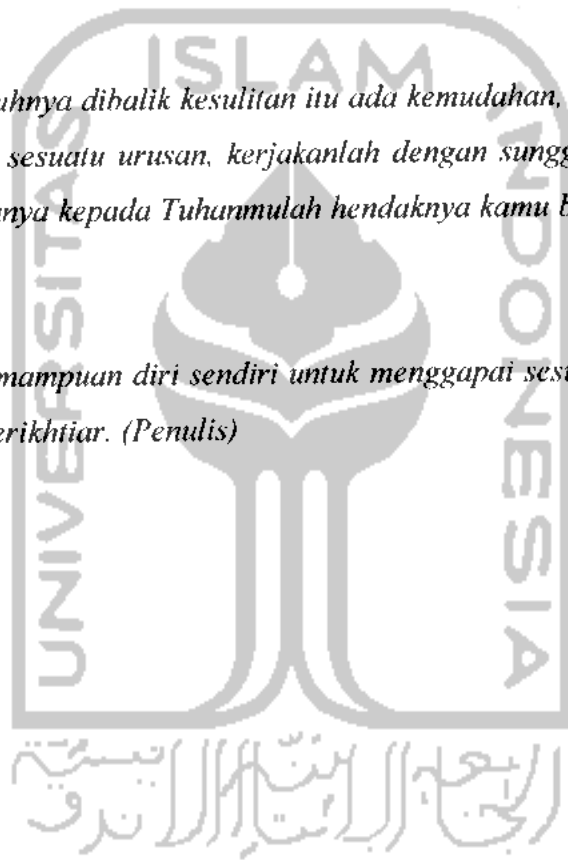 ISLAM
UNIVERSITAS
INDONESIA
uhnya dibalik kesulitan itu ada kemudahan,
sesuatu urusan, kerjakanlah dengan sungg
nya kepada Tuhanmulah hendaknya kamu b
mampuan diri sendiri untuk menggapai sesu
erikhtiar. (Penulis)